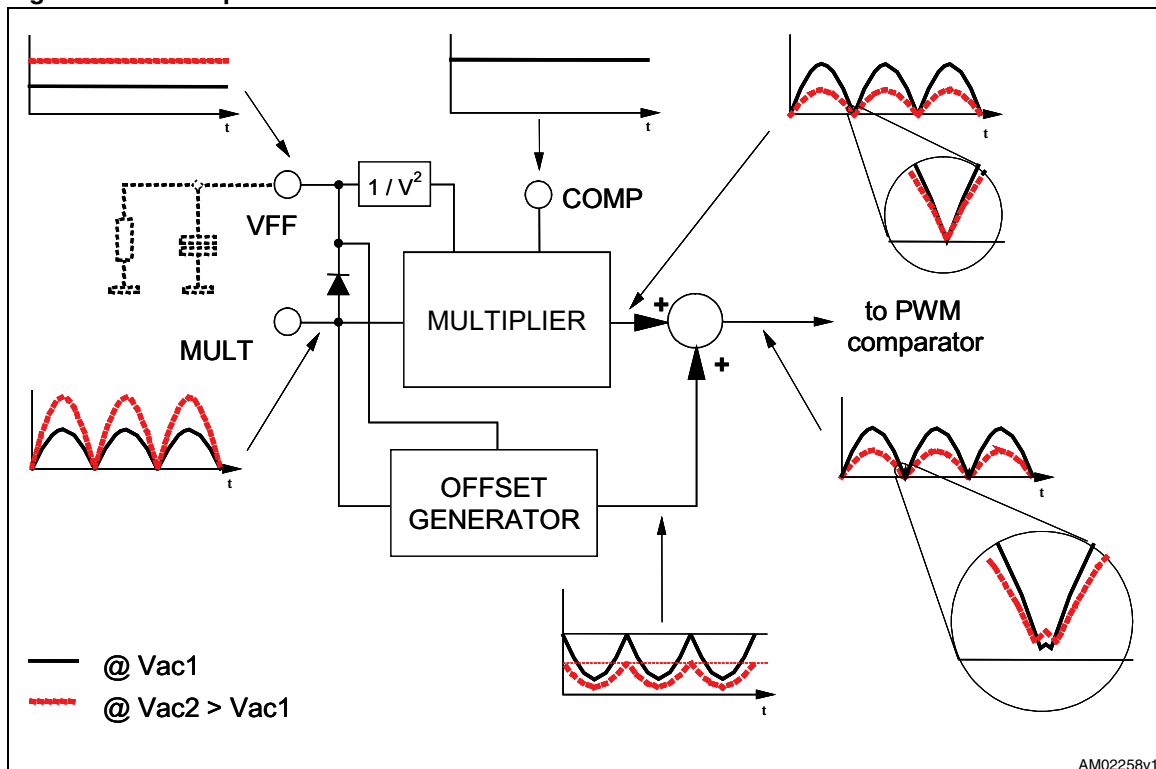 t
t
t
1 / V²
VFF
COMP
MULTIPLIER
+
+
to PWM
comparator
MULT
t
t
OFFSET
GENERATOR
t
@ Vac1
@ Vac2 > Vac1
AM02258v1